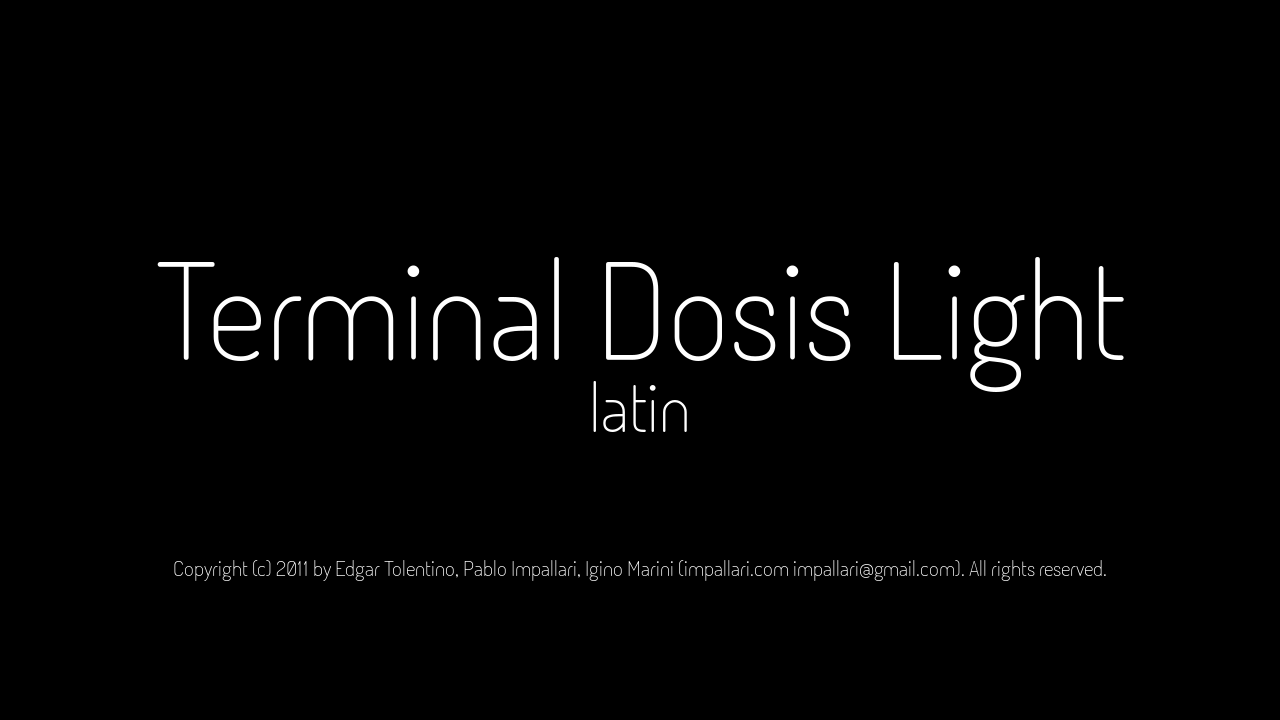 Terminal Dosis Light
latin
Copyright (c) 2011 by Edgar Tolentino, Pablo Impallari, Igino Marini (impallari.com impallari@gmail.com). All rights reserved.